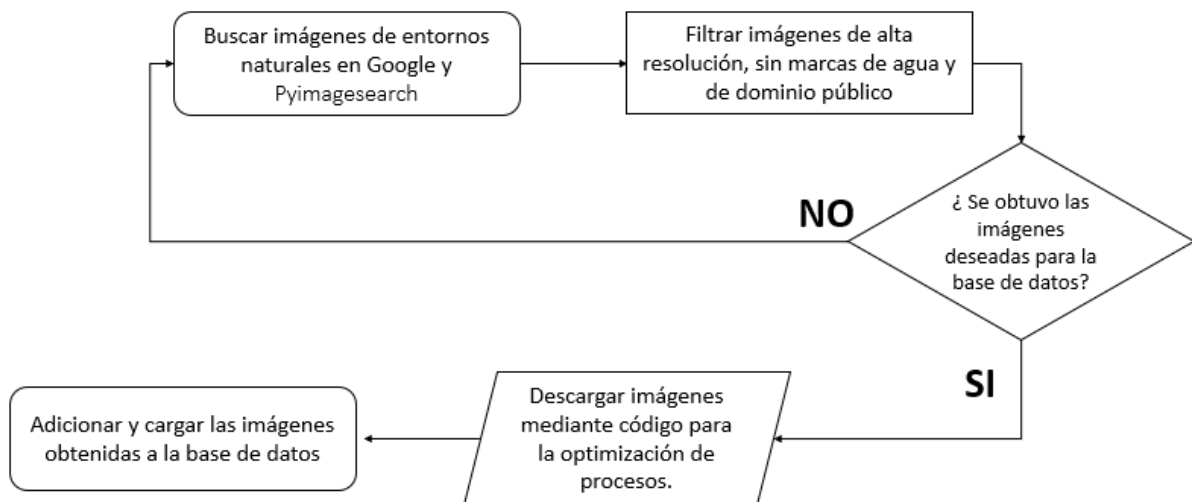 Buscar imágenes de entornos
naturales en Google y
Pyimagesearch
Filtrar imágenes de alta
resolución, sin marcas de agua y
de dominio público
¿ Se obtuvo las
imágenes
deseadas para la
base de datos?
NO
SI
Descargar imágenes
mediante código para
la optimización de
procesos.
Adicionar y cargar las imágenes
obtenidas a la base de datos